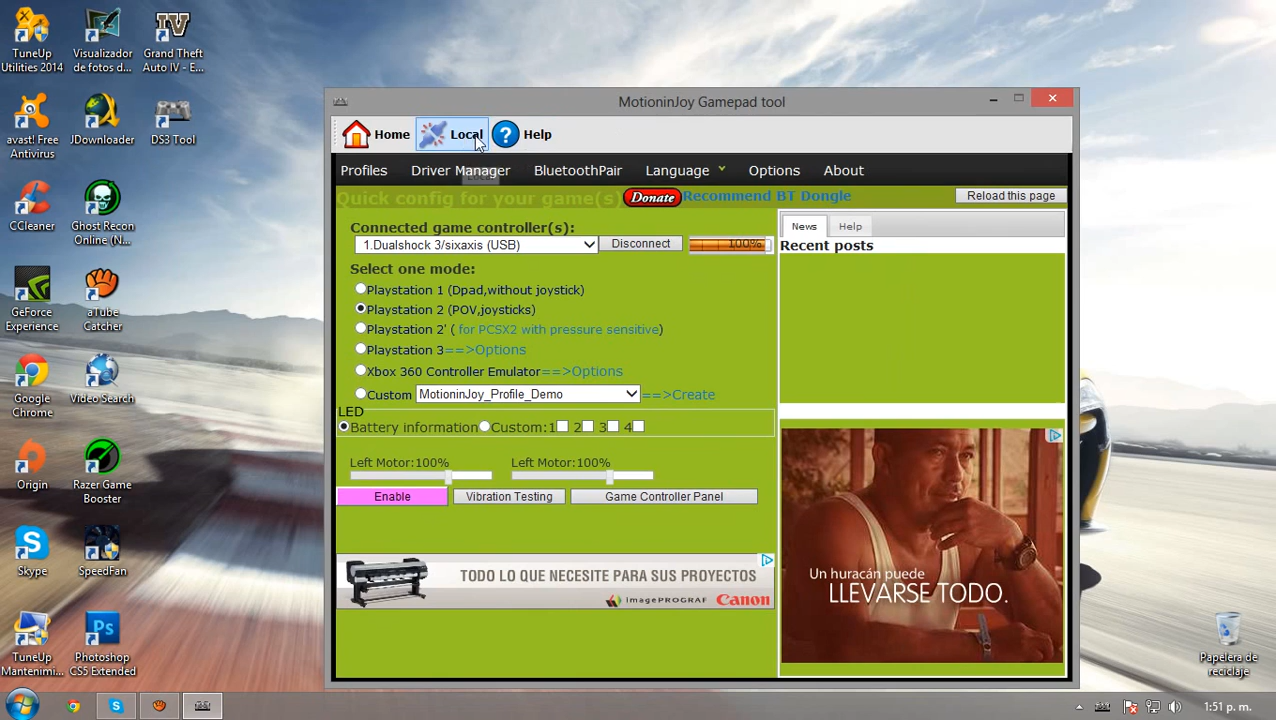 TuneUp
Utilities 2014
Visualizador
de fotos d...
Grand Theft
Auto IV - E...
avast! Free
Antivirus
JDownloader
DS3 Tool
CCleaner
Ghost Recon
Online (N...
GeForce
Experience
aTube
Catcher
Google
Chrome
Video Search
Origin
Razer Game
Booster
Skype
SpeedFan
TuneUp
Mantenimi...
Photoshop
CS5 Extended
MotioninJoy Gamepad tool
Home
Local
Help
Profiles
Driver Manager
BluetoothPair
Language
Options
About
Quick config for your game(s)
Donate
Recommend BT Dongle
Reload this page
Connected game controller(s):
1.Dualshock 3/sixaxis (USB)
Disconnect
100%
Select one mode:
Playstation 1 (Dpad,without joystick)
Playstation 2 (POV,joysticks)
Playstation 2' ( for PCSX2 with pressure sensitive)
Playstation 3==>Options
Xbox 360 Controller Emulator==>Options
Custom
MotioninJoy_Profile_Demo
==>Create
LED
Battery information
Custom:1
2
3
4
Left Motor:100%
Left Motor:100%
Enable
Vibration Testing
Game Controller Panel
TODO LO QUE NECESITE PARA SUS PROYECTOS
imagePROGRAF
Canon
News
Help
Recent posts
Un huracán puede
LLEVARSE TODO.
Papelera de
reciclaje
1:51 p. m.